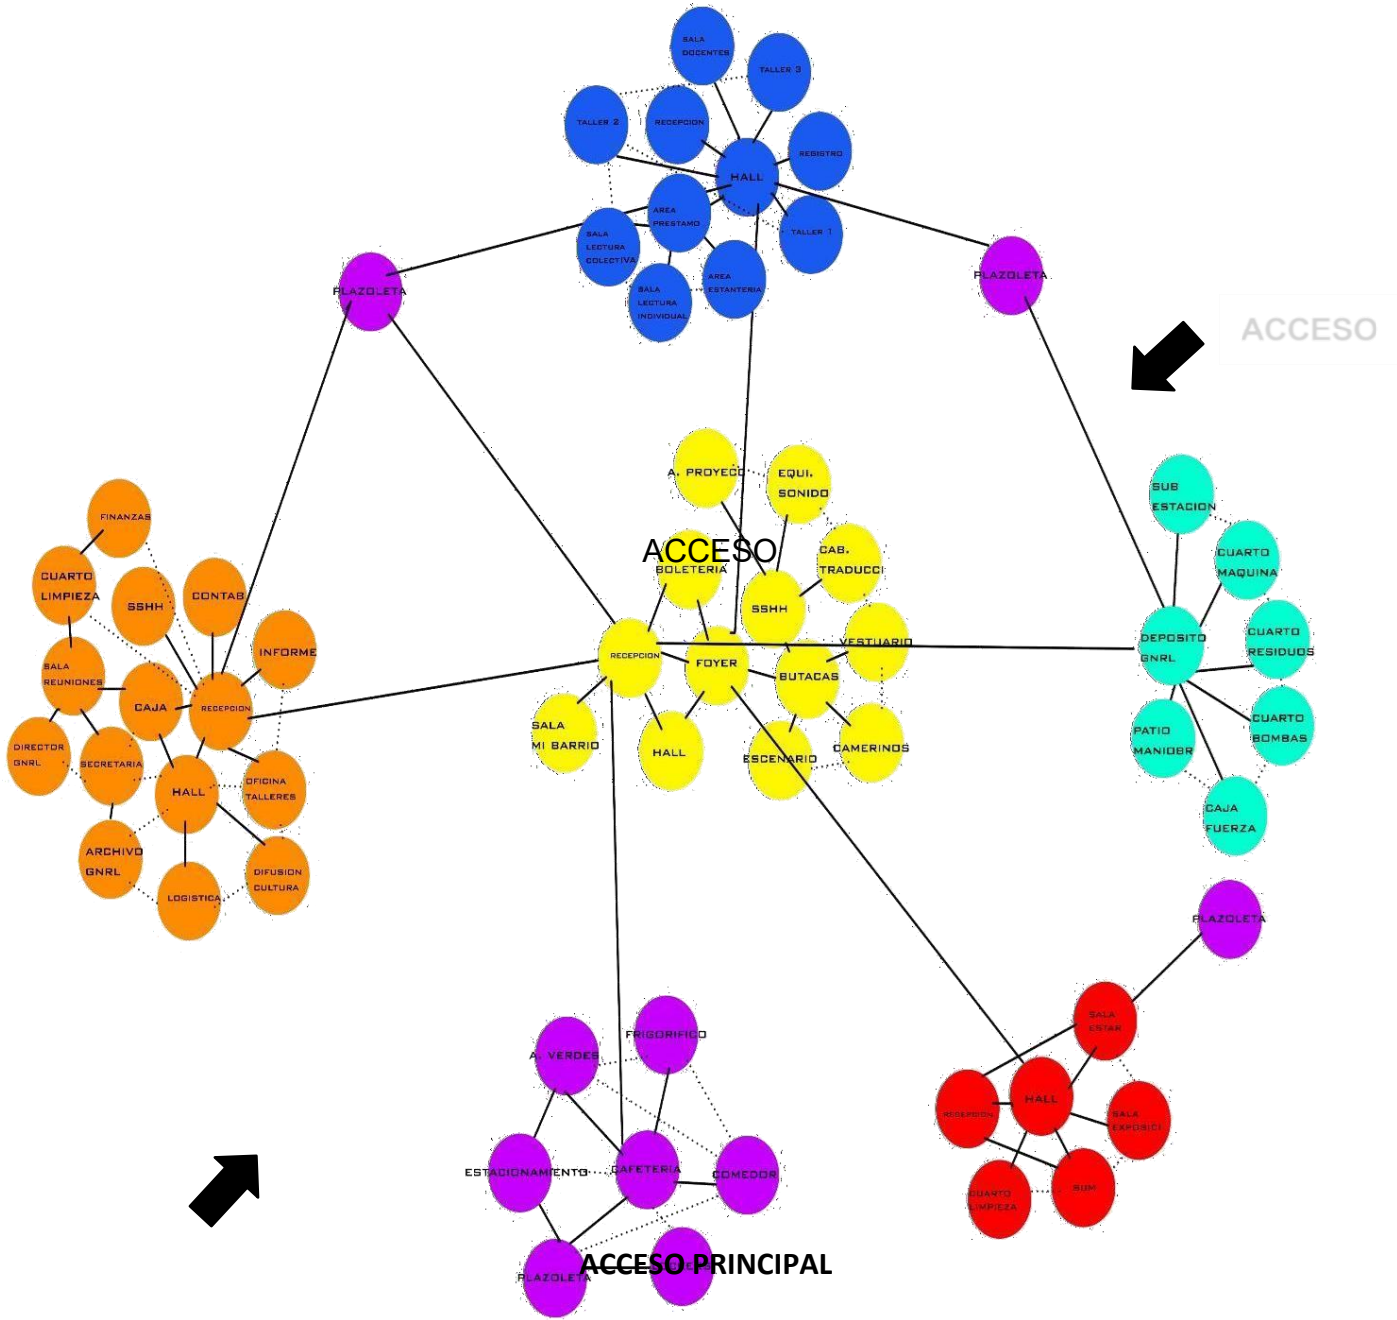 SALA
DOCENTES
TALLER 3
TALLER 2
RECEPCION
REGISTRO
HALL
AREA
PRESTAMO
TALLER 1
SALA
LECTURA
COLECTIVA
AREA
ESTANTERIA
SALA
LECTURA
INDIVIDUAL
PLAZOLETA
PLAZOLETA
ACCESO
A. PROYECC
EQUI.
SONIDO
ACCESO
BOLETERIA
CAB.
TRADUCCI
SSHH
VESTUARIO
RECEPCION
FOYER
BUTACAS
SALA
MI BARRIO
HALL
ESCENARIO
CAMERINOS
SUB
ESTACION
CUARTO
MAQUINA
DEPOSITO
GNRL
CUARTO
RESIDUOS
PATIO
MANIOBR
CUARTO
BOMBAS
CAJA
FUERZA
FINANZAS
CUARTO
LIMPIEZA
SSHH
CONTAB
INFORME
SALA
REUNIONES
CAJA
RECEPCION
DIRECTOR
GNRL
SECRETARIA
HALL
OFICINA
TALLERES
ARCHIVO
GNRL
LOGISTICA
DIFUSION
CULTURA
PLAZOLETA
SALA
ESTAR
RECEPCION
HALL
SALA
EXPOSICI
CUARTO
LIMPIEZA
SUM
A. VERDES
FRIGORIFICO
ESTACIONAMIENTO
CAFETERIA
COMEDOR
PLAZOLETA
ACCESO PRINCIPAL